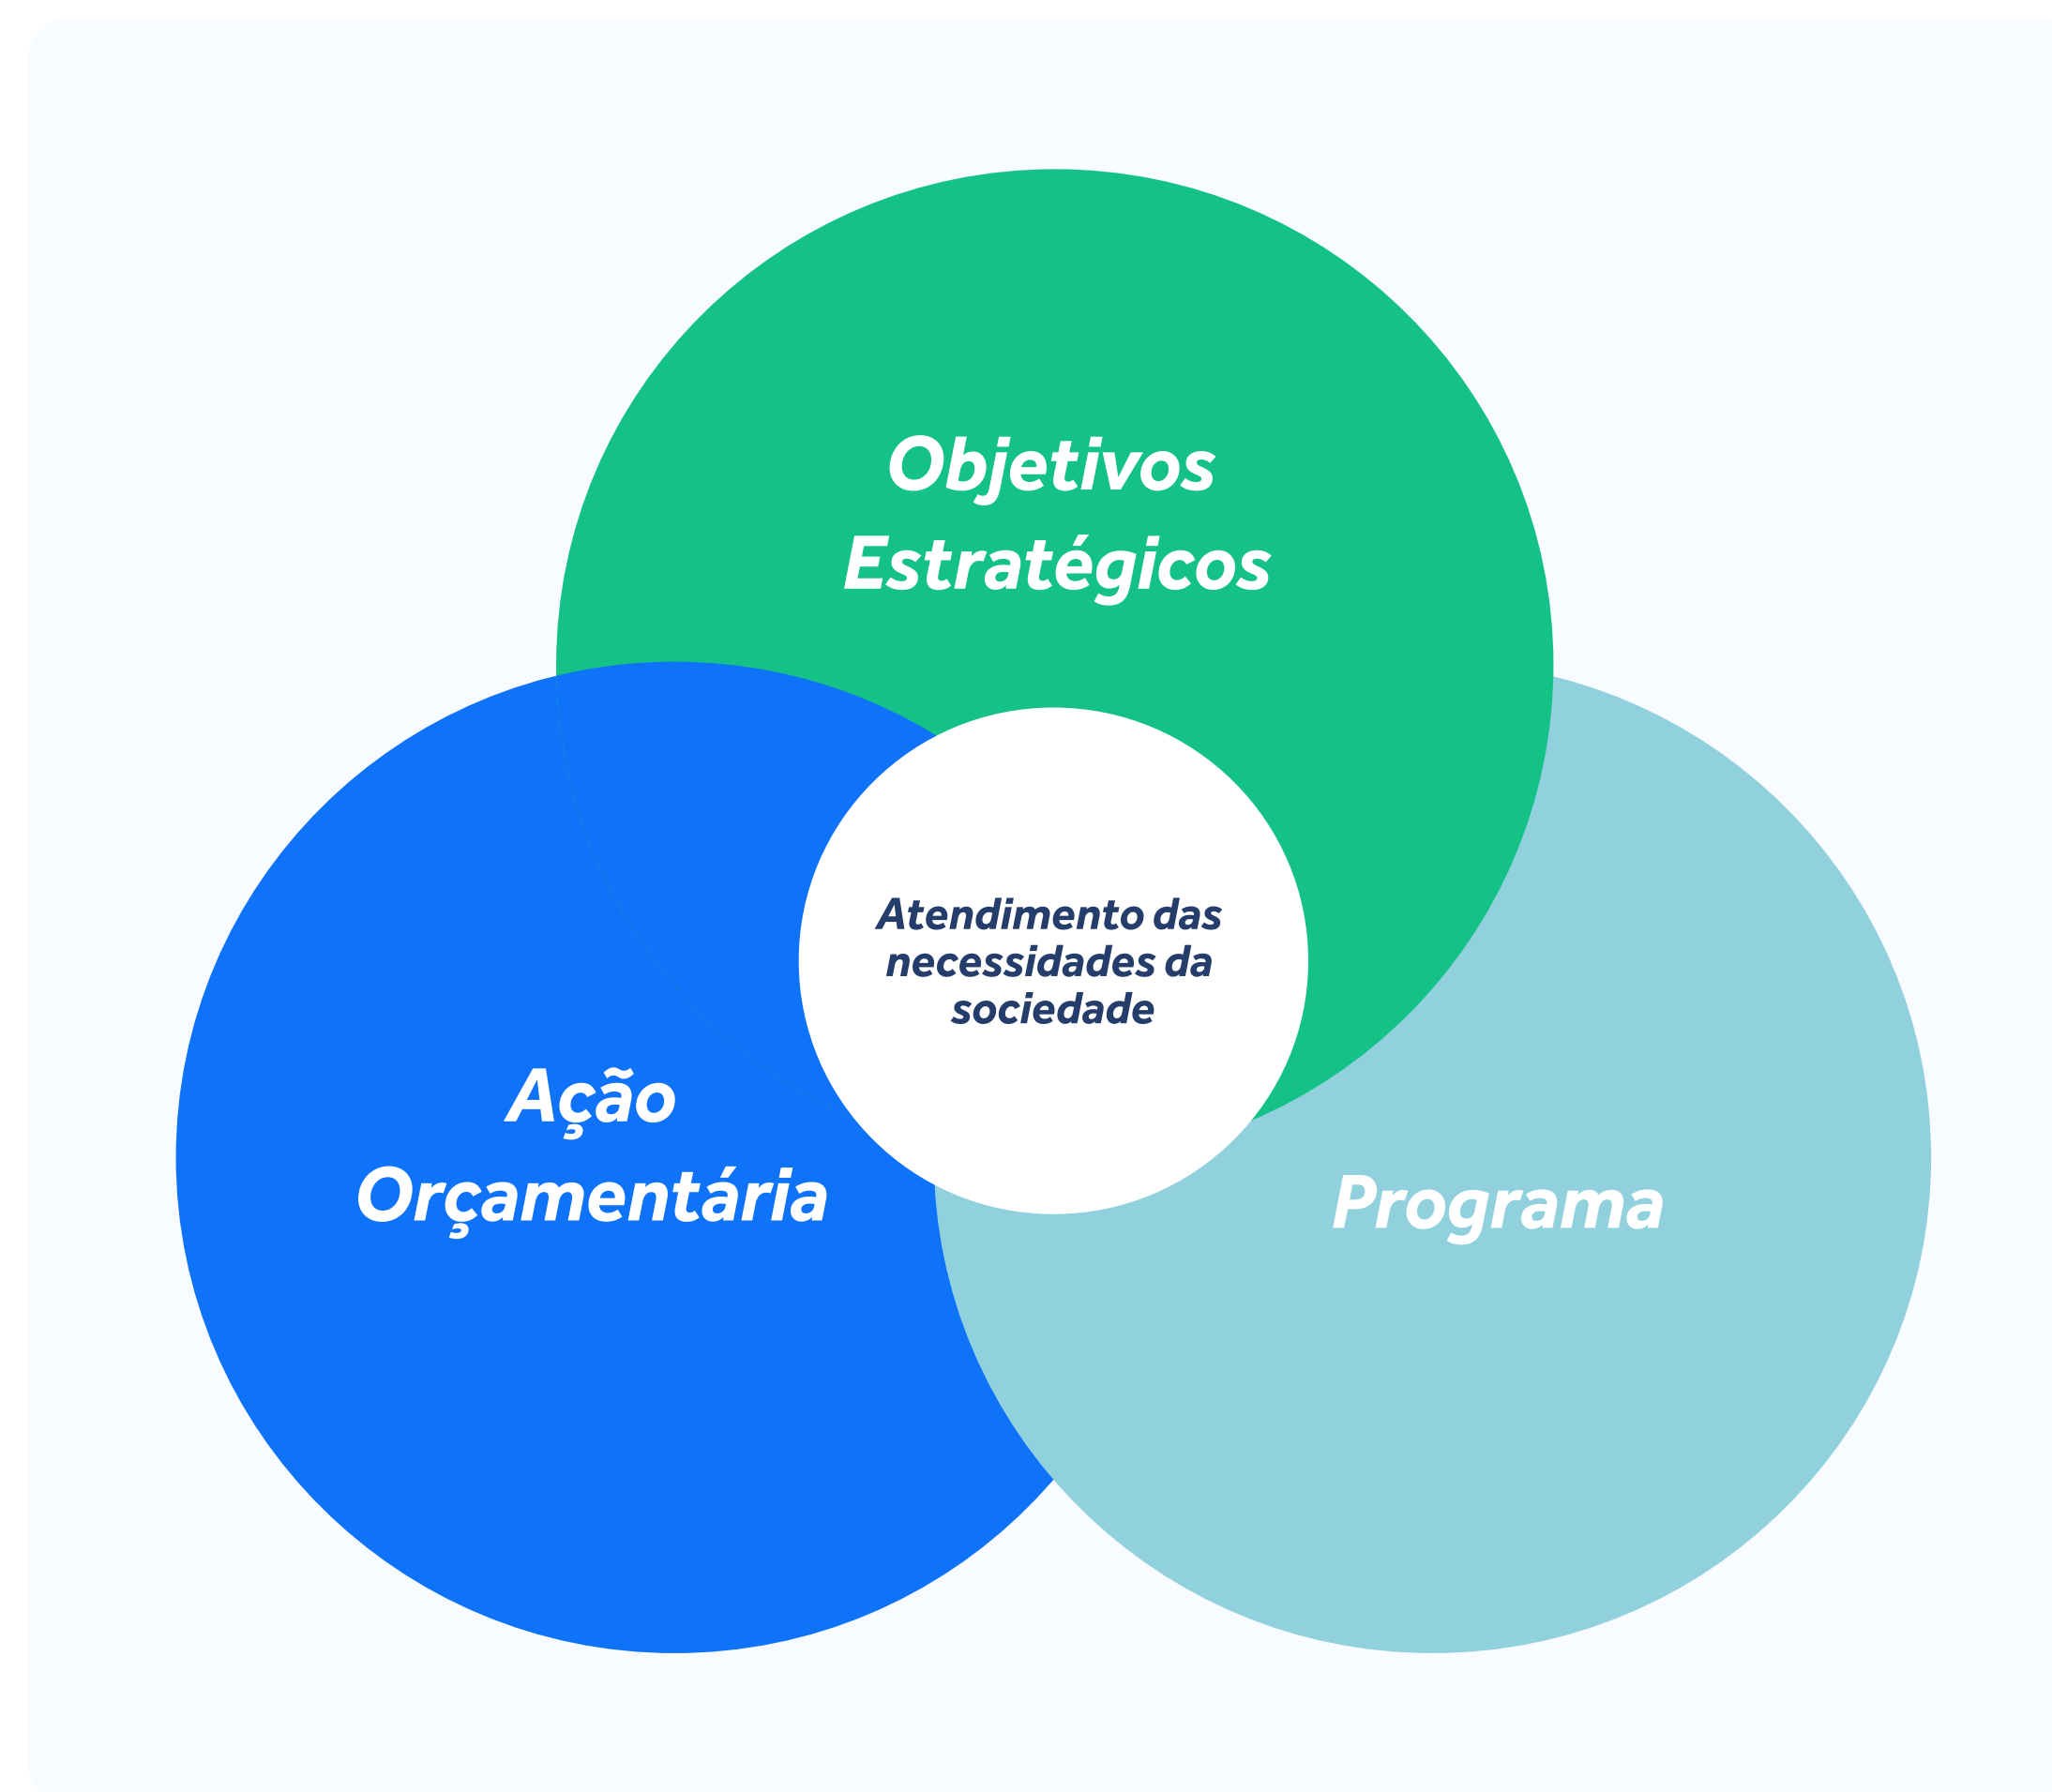 Objetivos
Estratégicos
Atendimento das
necessidades da
sociedade
Ação
Orçamentária
Programa